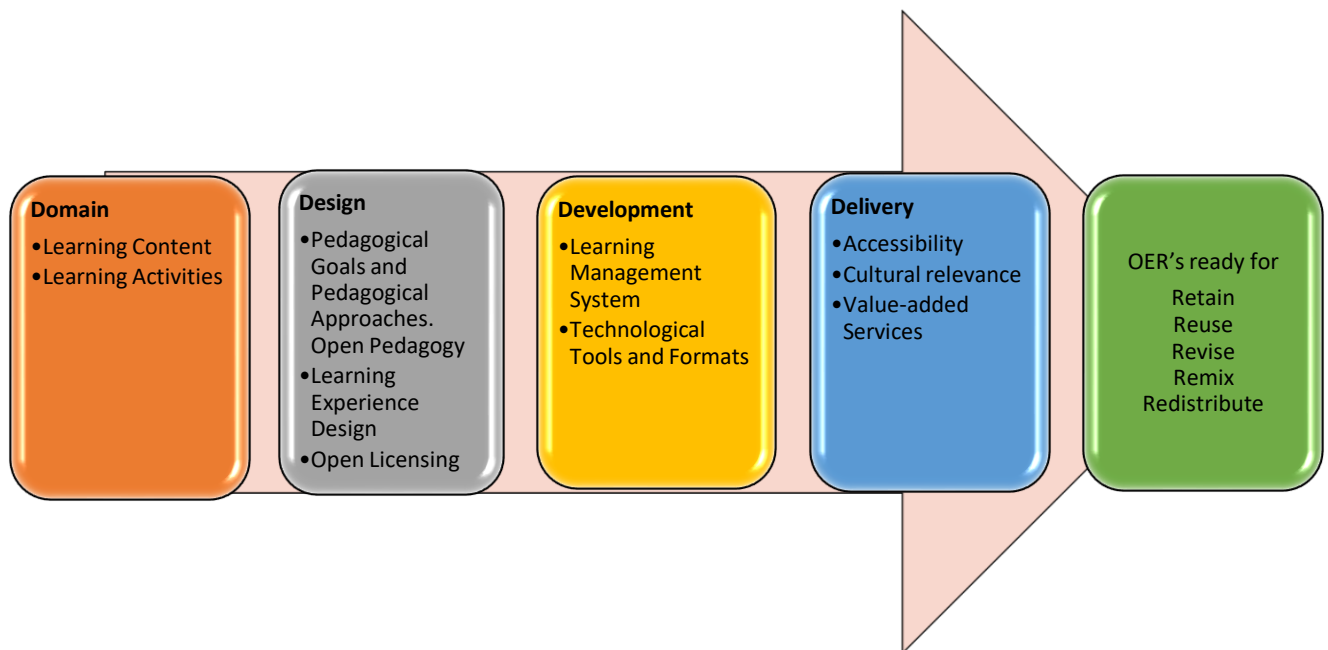 Domain
•Learning Content
•Learning Activities
Design
•Pedagogical
Goals and
Pedagogical
Approaches.
Open Pedagogy
•Learning
Experience
Design
•Open Licensing
Development
•Learning
Management
System
•Technological
Tools and Formats
Delivery
•Accessibility
•Cultural relevance
•Value-added
Services
OER’s ready for
Retain
Reuse
Revise
Remix
Redistribute